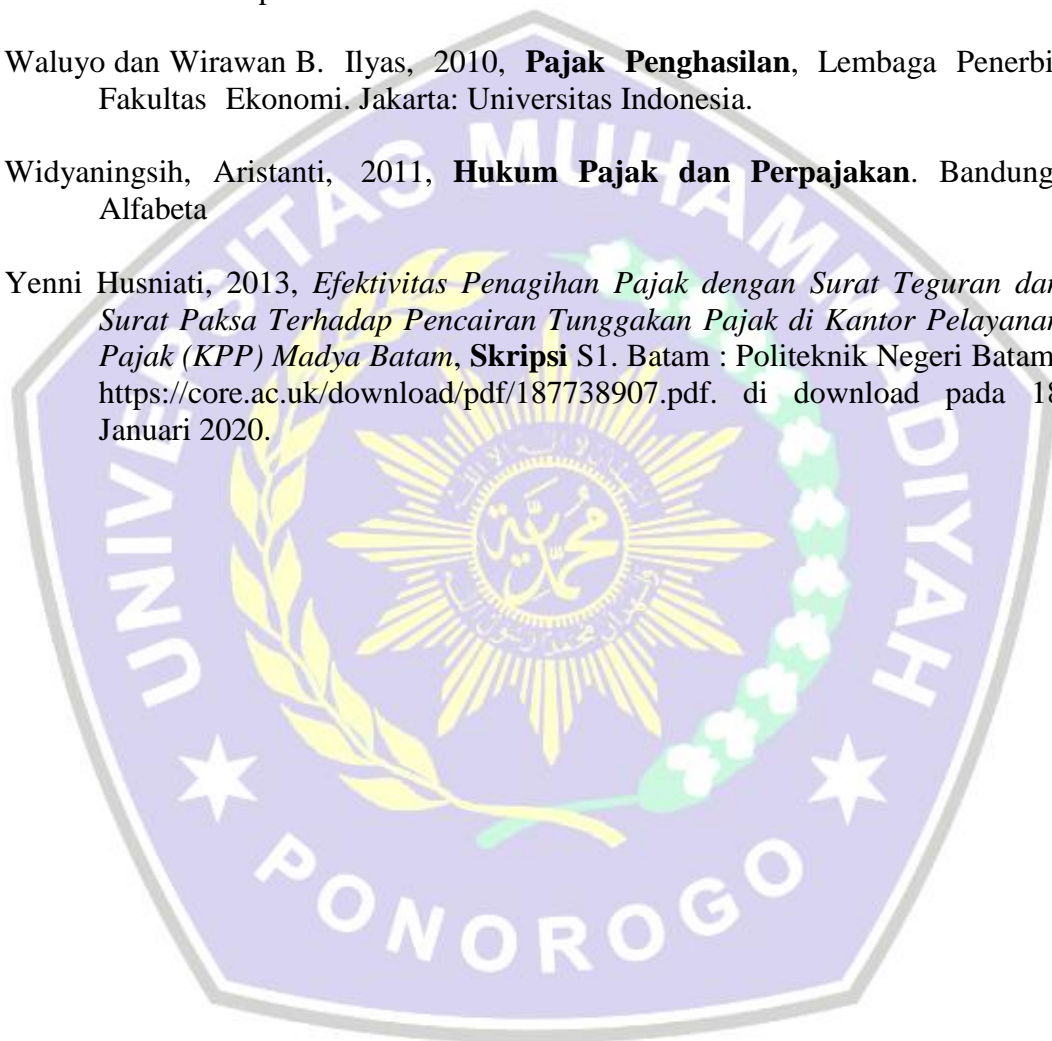 Waluyo dan Wirawan B. Ilyas, 2010, Pajak Penghasilan, Lembaga Penerbi
Fakultas Ekonomi. Jakarta: Universitas Indonesia.
Widyaningsih, Aristanti, 2011, Hukum Pajak dan Perpajakan. Bandung
Alfabeta
Yenni Husniati, 2013, Efektivitas Penagihan Pajak dengan Surat Teguran dan
Surat Paksa Terhadap Pencairan Tunggakan Pajak di Kantor Pelayanan
Pajak (KPP) Madya Batam, Skripsi S1. Batam : Politeknik Negeri Batam
https://core.ac.uk/download/pdf/187738907.pdf. di download pada 18
Januari 2020.
UNIVERSITAS MUHAMMADIYAH
PONOROGO
محمدية